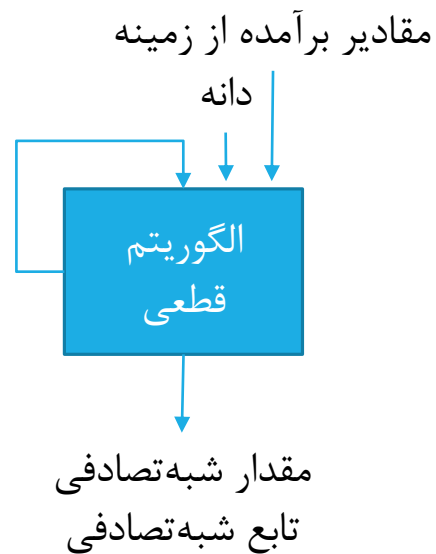 مقادیر برآمده از زمینه
دانه
الگوریتم
قطعی
مقدار شبه‌تصادفی
تابع شبه‌تصادفی